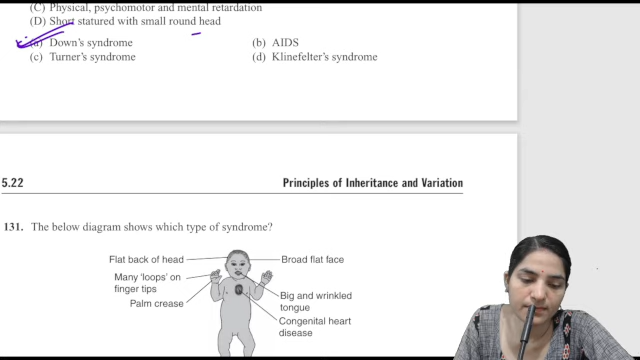 (C) Physical, psychomotor and mental retardation
(D) Short statured with small round head
(a) Down's syndrome (b) AIDS
(c) Turner's syndrome (d) Klinefelter's syndrome
5.22 Principles of Inheritance and Variation
131. The below diagram shows which type of syndrome?
Flat back of head Broad flat face
Many 'loops' on finger tips
Palm crease
Big and wrinkled tongue
Congenital heart disease